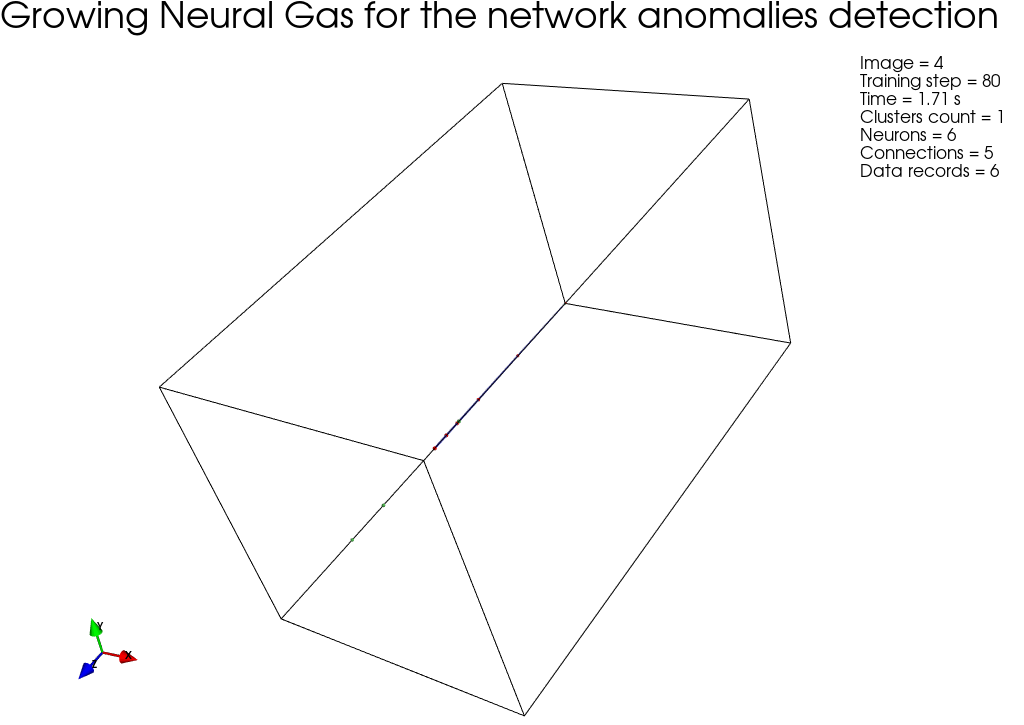 Growing Neural Gas for the network anomalies detection
Image = 4
Training step = 80
Time = 1.71 s
Clusters count = 1
Neurons = 6
Connections = 5
Data records = 6
Y
X
Z